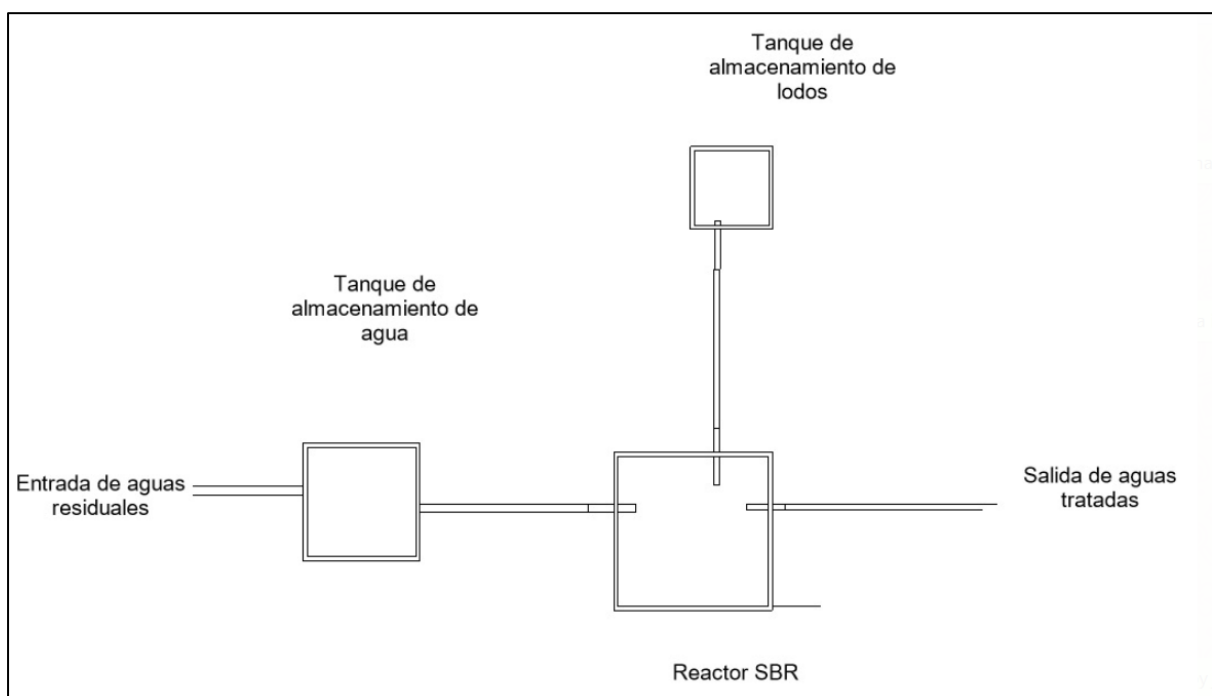 Tanque de
almacenamiento de
lodos
Tanque de
almacenamiento de
agua
Entrada de aguas
residuales
Salida de aguas
tratadas
Reactor SBR